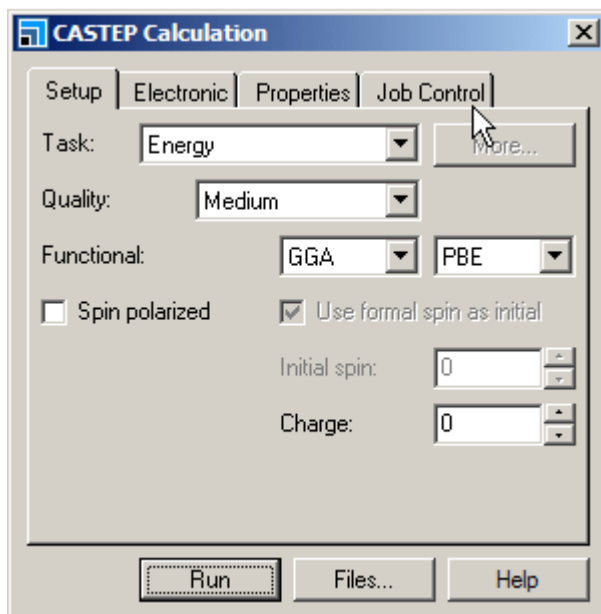 CASTEP Calculation
Setup Electronic Properties Job Control
Task: Energy More...
Quality: Medium
Functional: GGA PBE
Spin polarized Use formal spin as initial
Initial spin: 0
Charge: 0
Run Files... Help